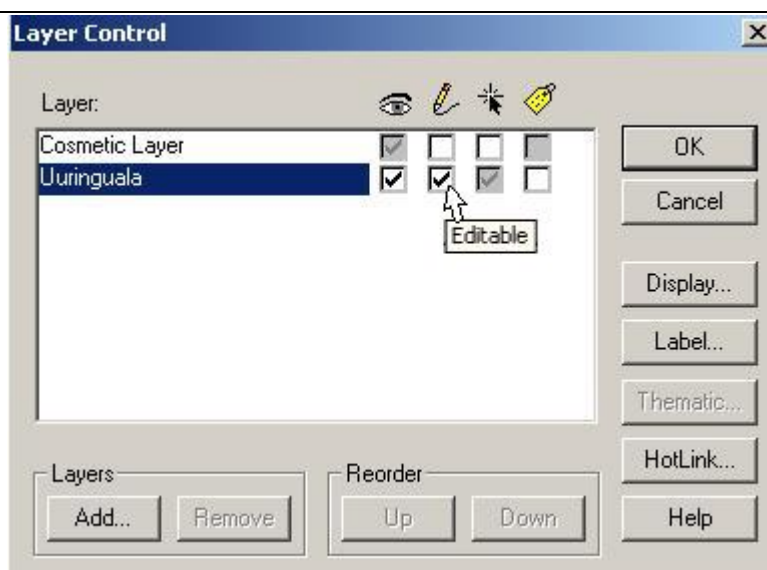 Layer Control
Layer:
Cosmetic Layer
Uuringuala
Editable
OK
Cancel
Display...
Label...
Thematic...
HotLink...
Help
Layers
Add...
Remove
Reorder
Up
Down